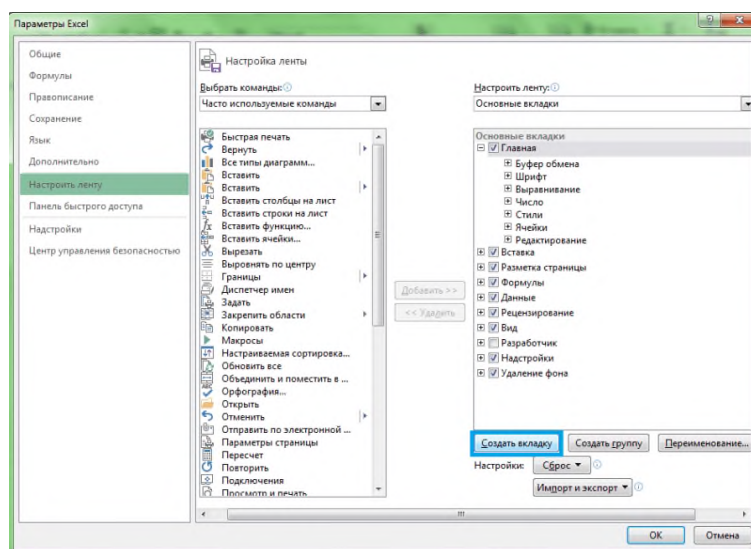 Параметры Excel
Общие
Формулы
Правописание
Сохранение
Язык
Дополнительно
Настроить ленту
Панель быстрого доступа
Надстройки
Центр управления безопасностью
Настройка ленты
Выбрать команды:
Часто используемые команды
Быстрая печать
Вернуть
Все типы диаграмм...
Вставить
Вставить
Вставить столбцы на лист
Вставить строки на лист
Вставить функцию...
Вставить ячейки...
Вырезать
Выровнять по центру
Границы
Диспетчер имен
Задать
Закрепить области
Копировать
Макросы
Настраиваемая сортировка...
Обновить все
Объединить и поместить в ...
Орфография...
Открыть
Отменить
Отправить по электронной ...
Параметры страницы
Пересчет
Повторить
Подключения
Просмотр и печать
Добавить >>
<< Удалить
Настроить ленту:
Основные вкладки
Основные вкладки
Главная
Буфер обмена
Шрифт
Выравнивание
Число
Стили
Ячейки
Редактирование
Вставка
Разметка страницы
Формулы
Данные
Рецензирование
Вид
Разработчик
Надстройки
Удаление фона
Создать вкладку Создать группу Переименование...
Настройки: Сброс
Импорт и экспорт
ОК Отмена